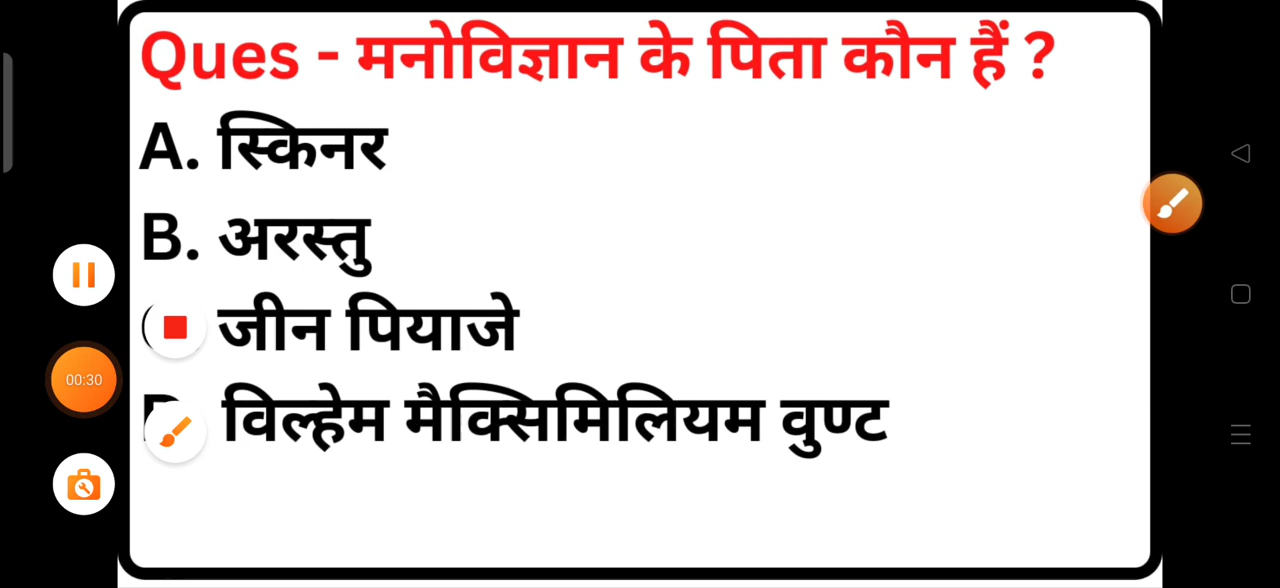 Ques - मनोविज्ञान के पिता कौन हैं ?
A. स्किनर
B. अरस्तु
जीन पियाजे
विल्हेम मैक्सिमिलियम वुण्ट
00:30